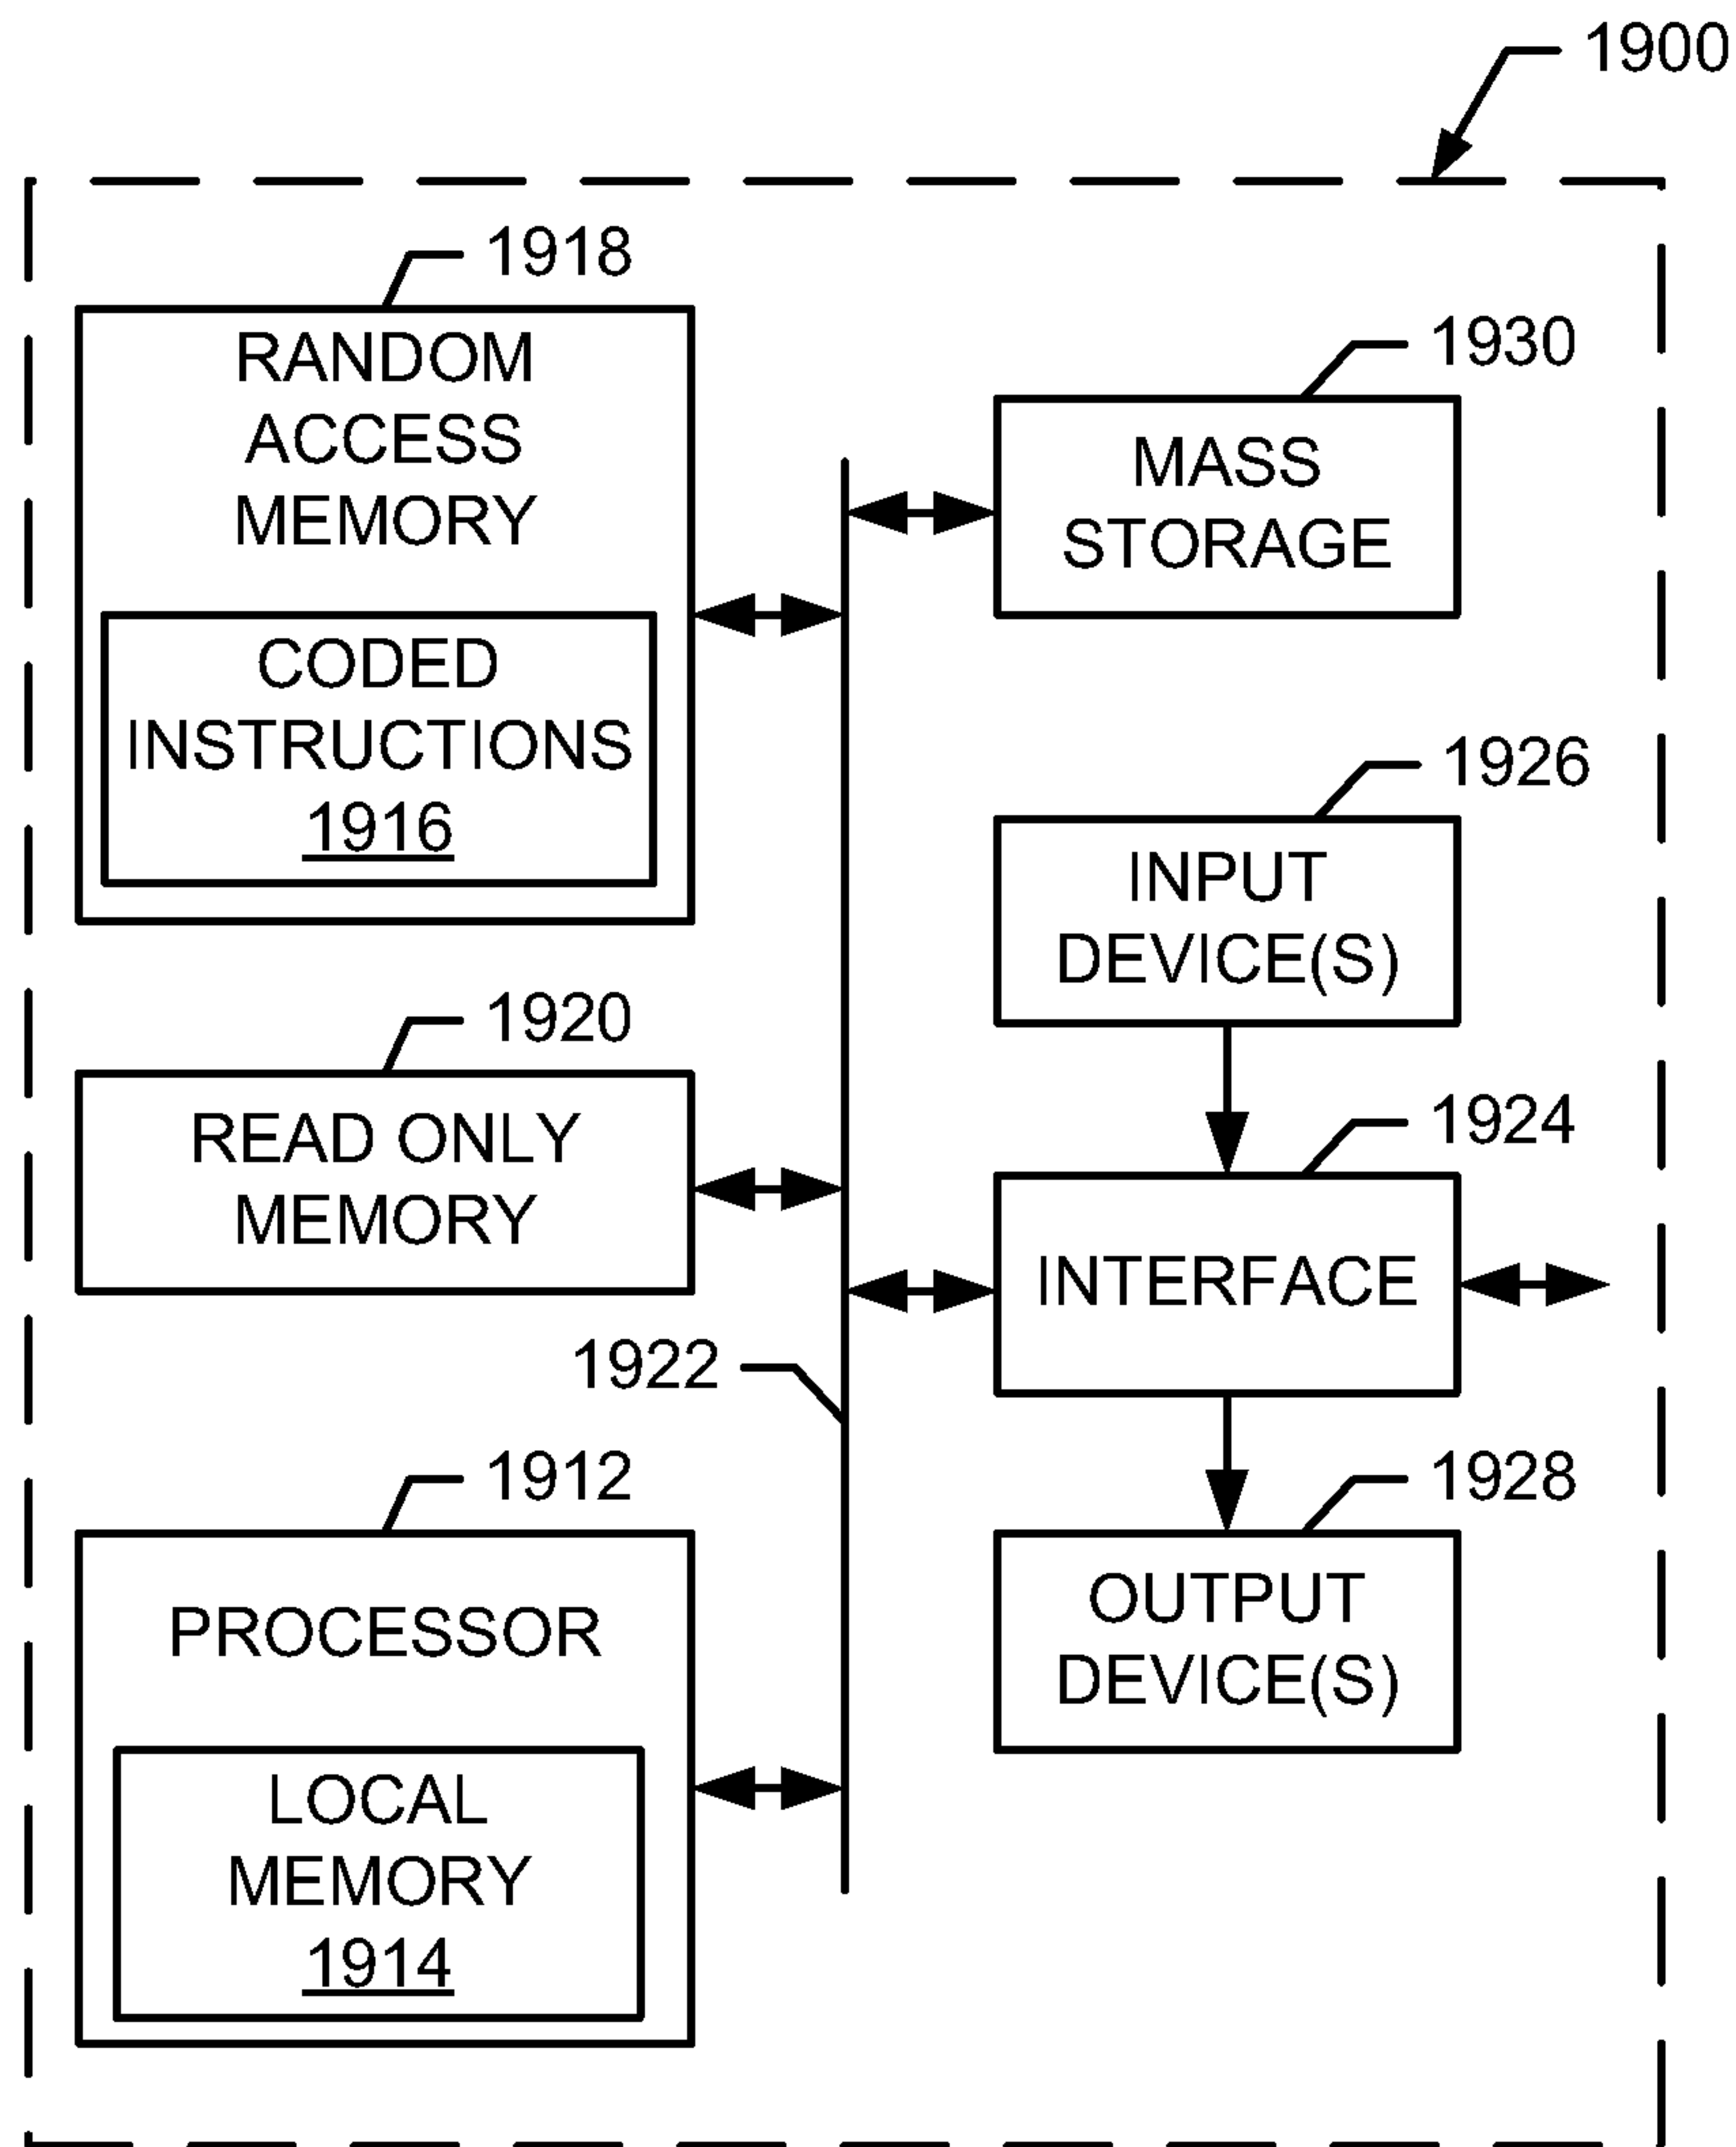 1900
1918
RANDOM
ACCESS
MEMORY
CODED
INSTRUCTIONS
1916
1930
MASS
STORAGE
1926
INPUT
DEVICE(S)
1920
READ ONLY
MEMORY
1924
INTERFACE
1922
1912
PROCESSOR
LOCAL
MEMORY
1914
1928
OUTPUT
DEVICE(S)